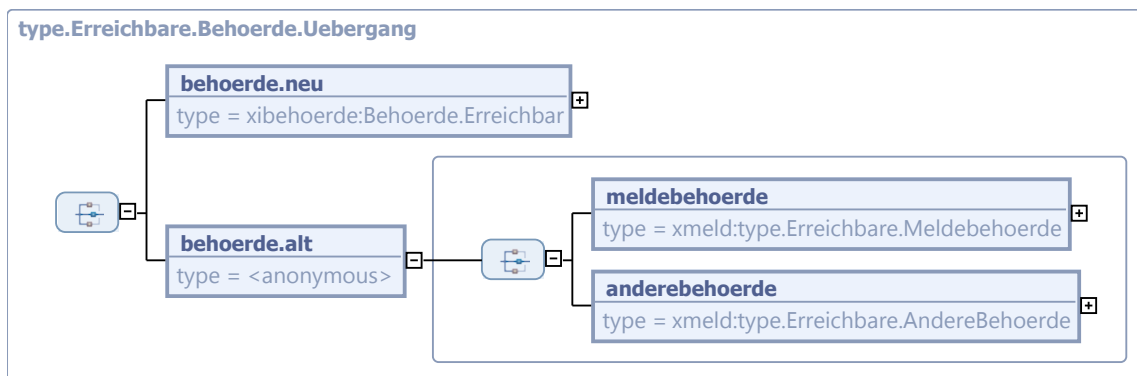 type.Erreichbare.Behoerde.Uebergang
behoerde.neu
type = xibehoerde:Behoerde.Erreichbar
behoerde.alt
type = <anonymous>
meldebehoerde
type = xmeld:type.Erreichbare.Meldebehoerde
anderebehoerde
type = xmeld:type.Erreichbare.AndereBehoerde